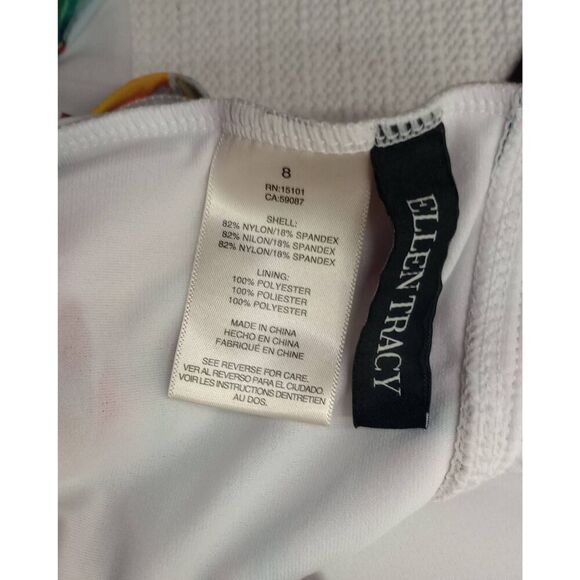 8
RN:15101
CA:59087
SHELL:
82% NYLON/18% SPANDEX
82% NILON/18% SPANDEX
82% NYLON/18% SPANDEX
LINING:
100% POLYESTER
100% POLIESTER
100% POLYESTER
MADE IN CHINA
HECHO EN CHINA
FABRIQUÉ EN CHINE
SEE REVERSE FOR CARE.
VER AL REVERSO PARA EL CIUDADO.
VOIR LES INSTRUCTIONS DENTRETIEN
AU DOS.
ELLEN TRACY